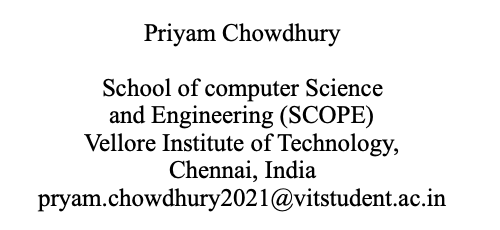 Priyam Chowdhury
School of computer Science
and Engineering (SCOPE)
Vellore Institute of Technology,
Chennai, India
pryam.chowdhury2021@vitstudent.ac.in